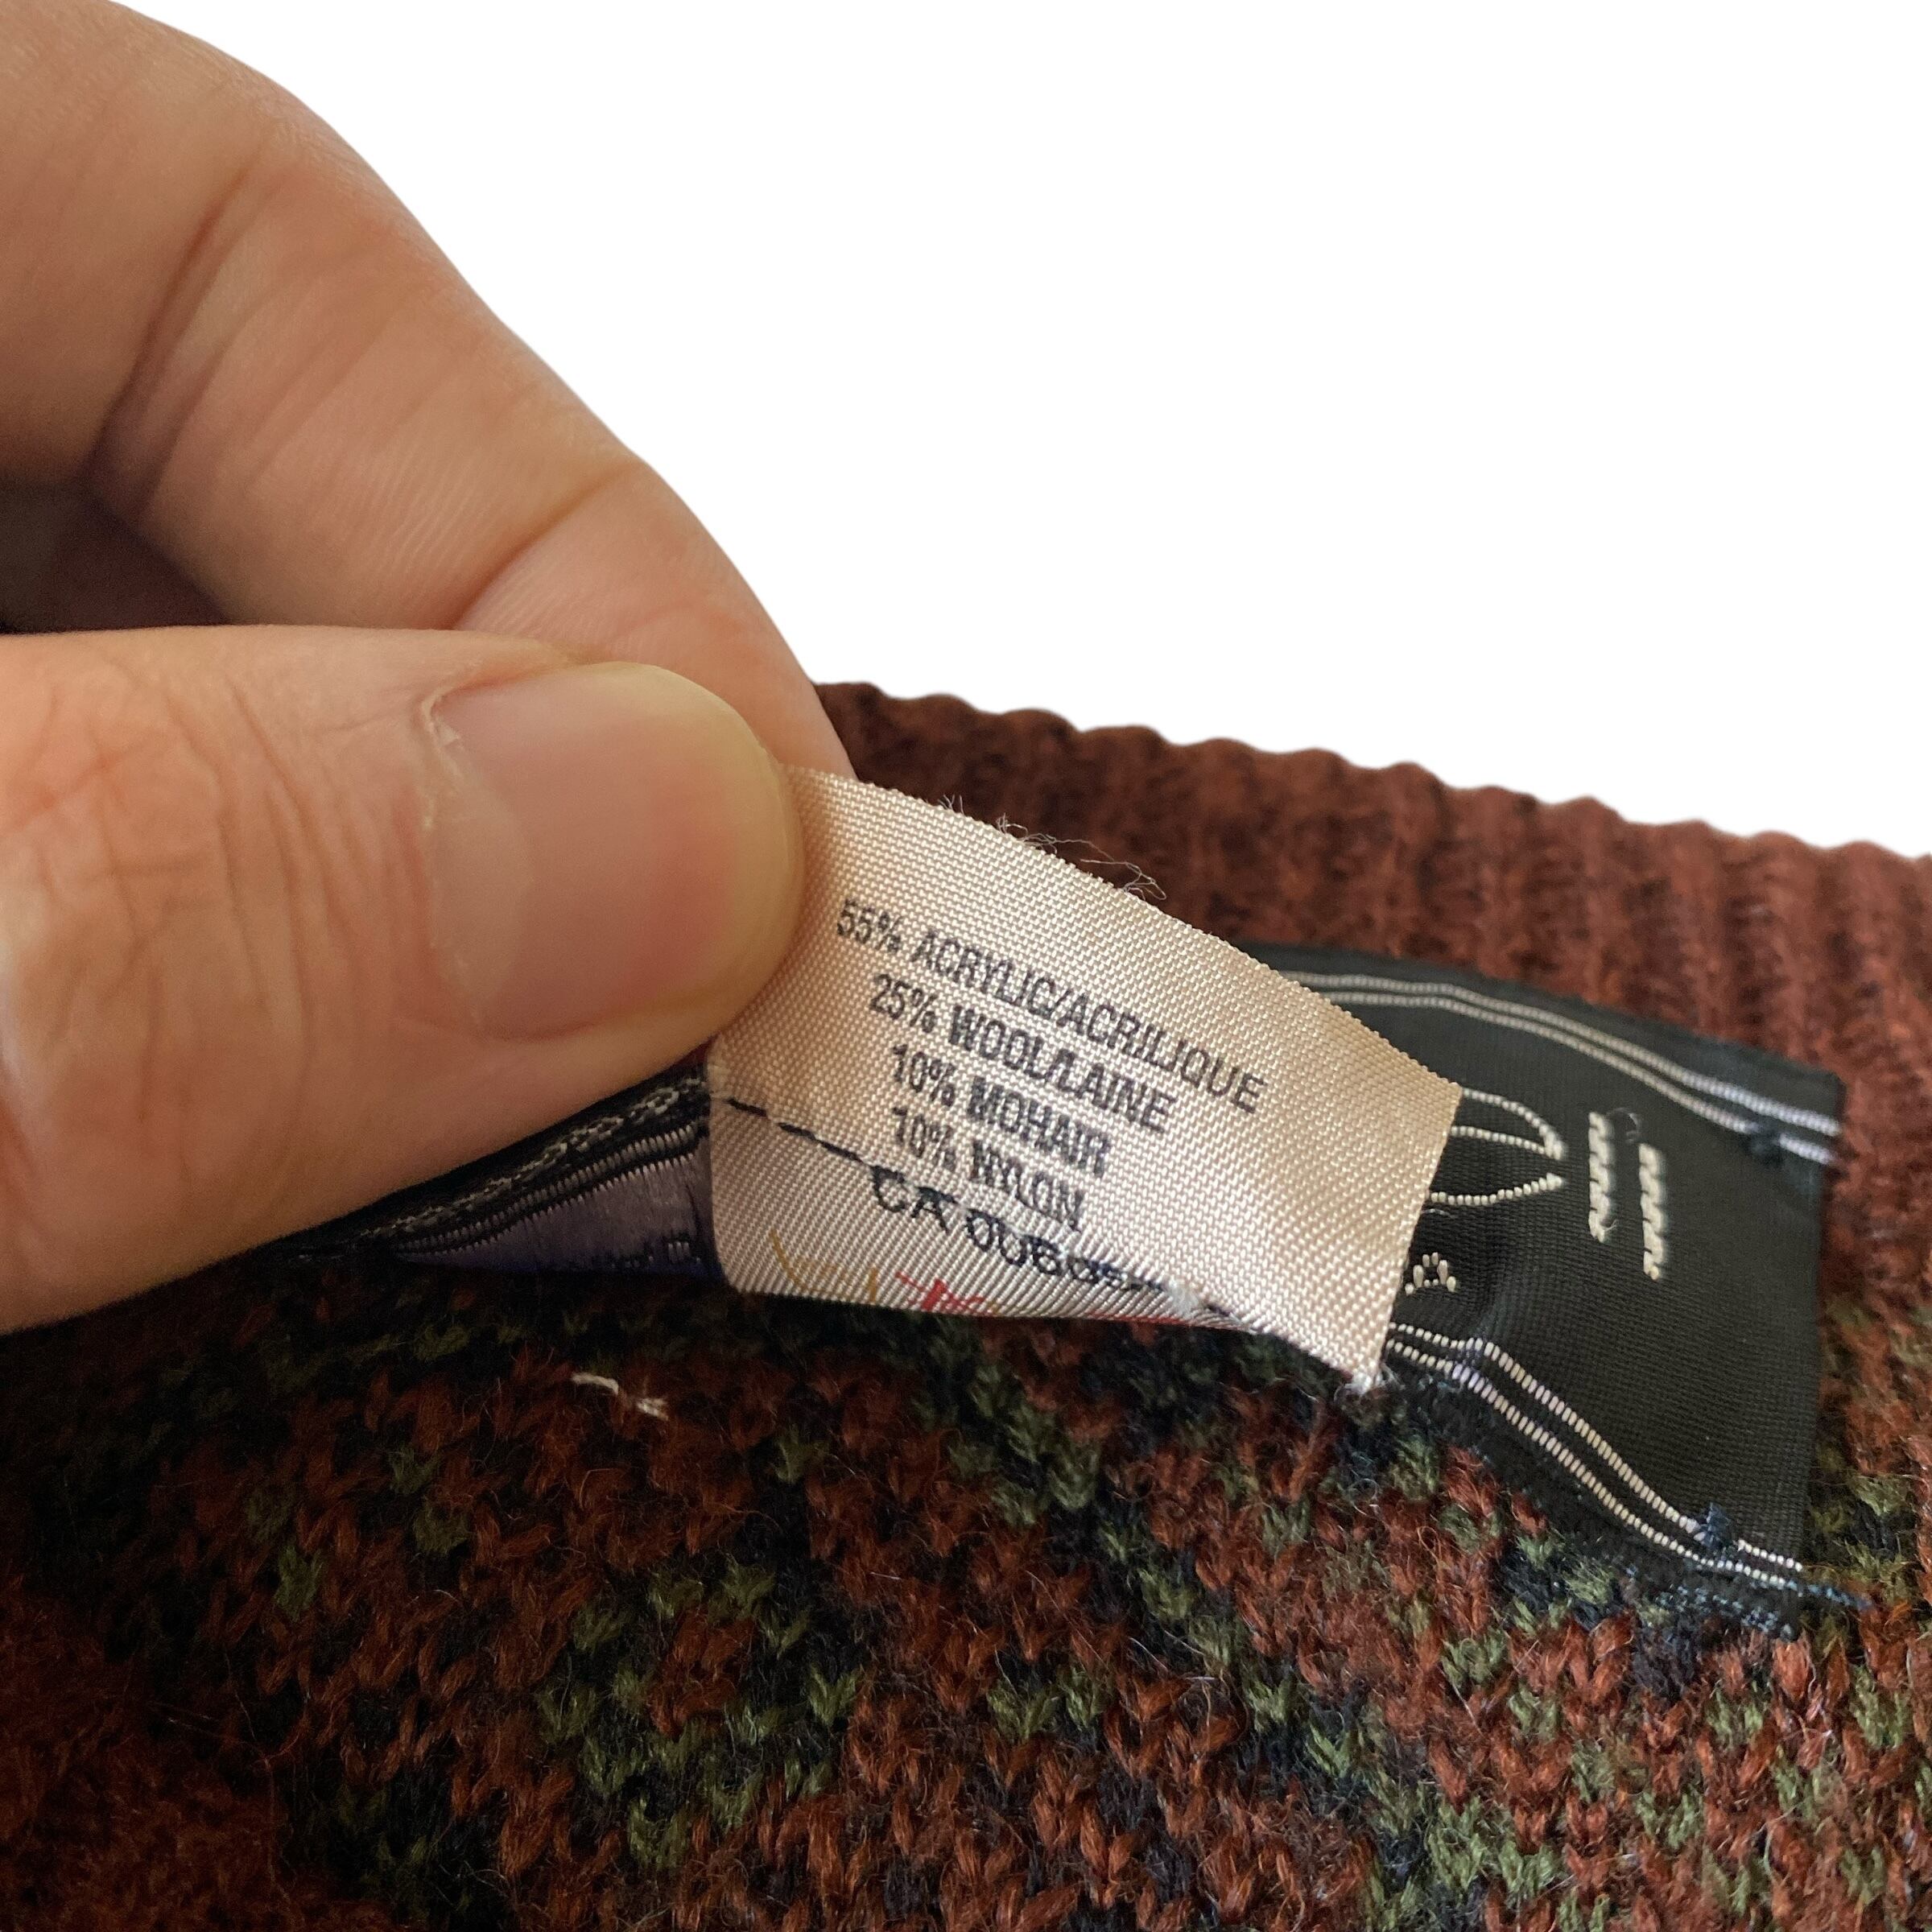 55% ACRYLIC/ACRILIQUE
25% WOOL/LAINE
10% MOHAIR
10% NYLON